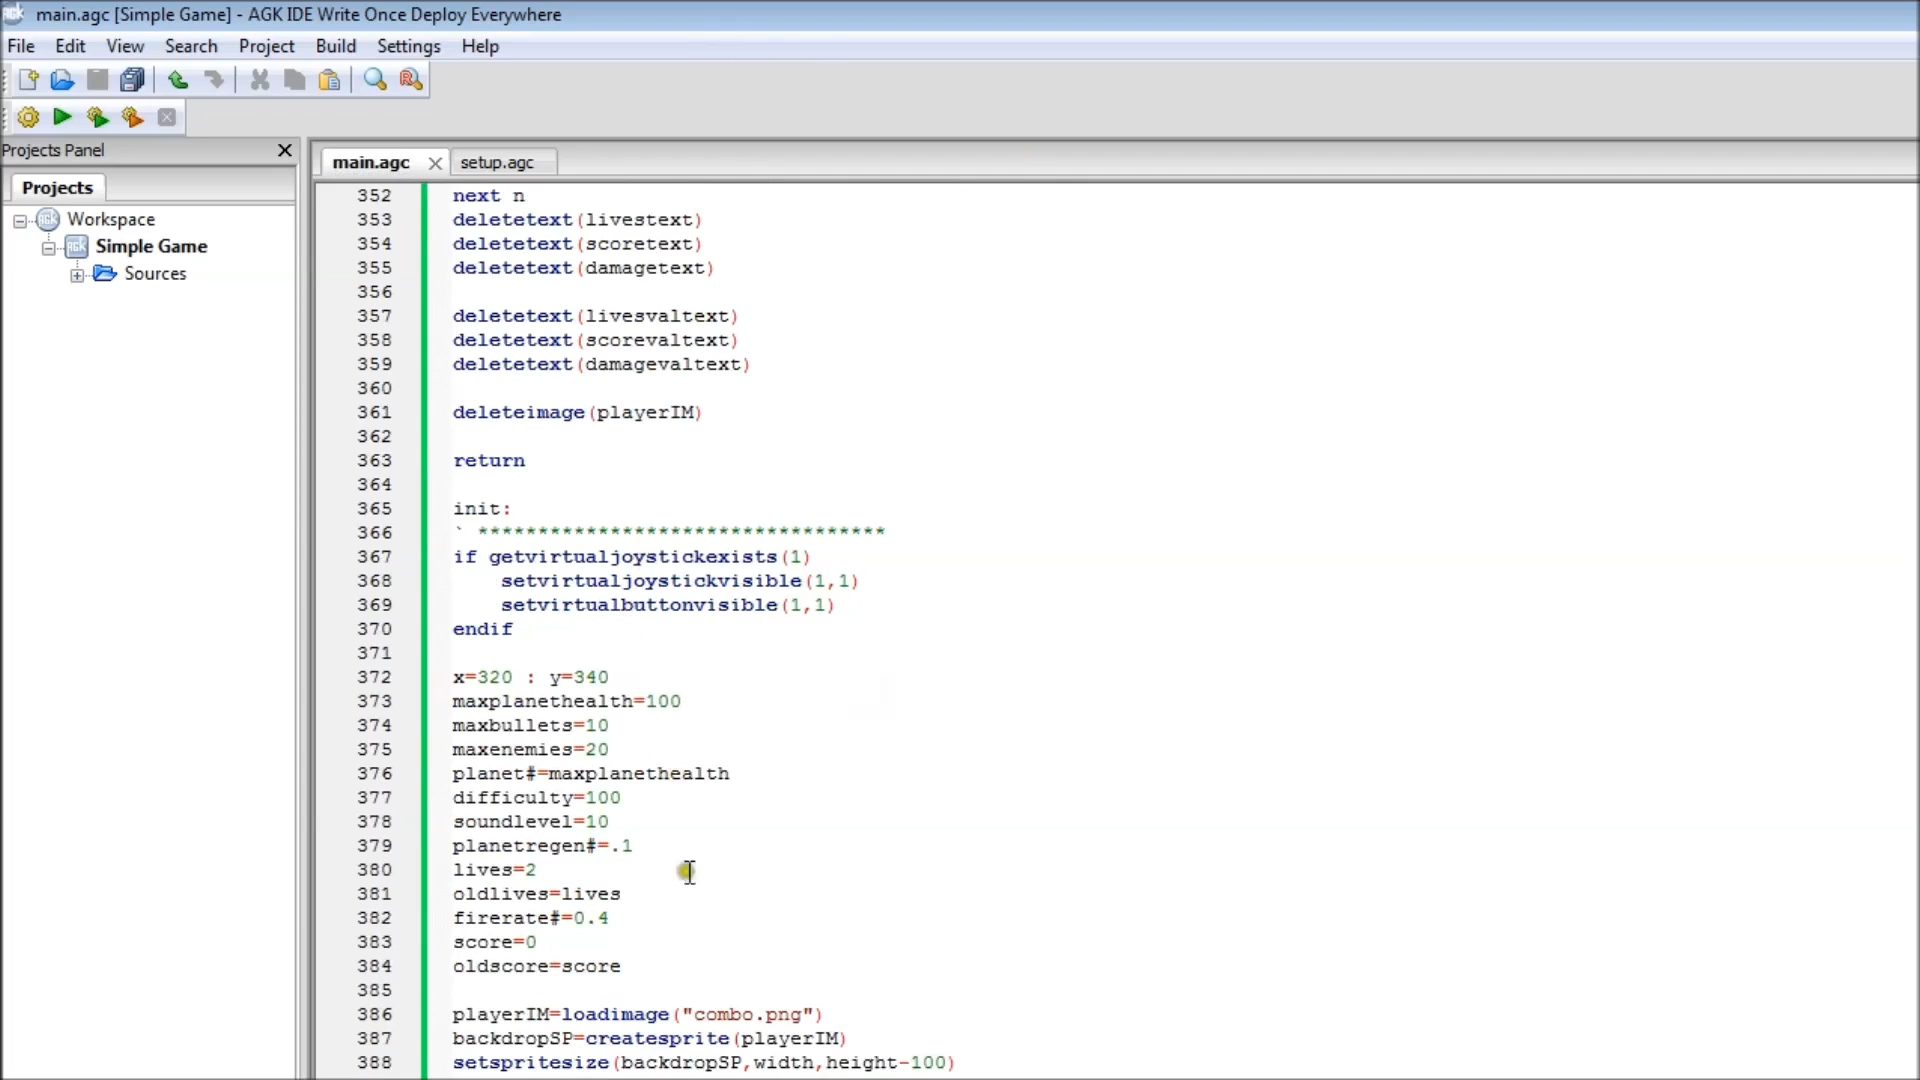 main.agc [Simple Game] - AGK IDE Write Once Deploy Everywhere
File Edit View Search Project Build Settings Help
Projects Panel
Projects
Workspace
Simple Game
Sources
main.agc setup.agc
352 next n
353 deletetext(livestext)
354 deletetext(scoretext)
355 deletetext(damagetext)
356
357 deletetext(livesvaltext)
358 deletetext(scorevaltext)
359 deletetext(damagevaltext)
360
361 deleteimage(playerIM)
362
363 return
364
365 init:
366 ` **********************************
367 if getvirtualjoystickexists(1)
368 setvirtualjoystickvisible(1,1)
369 setvirtualbuttonvisible(1,1)
370 endif
371
372 x=320 : y=340
373 maxplanethealth=100
374 maxbullets=10
375 maxenemies=20
376 planet#=maxplanethealth
377 difficulty=100
378 soundlevel=10
379 planetregen#=.1
380 lives=2
381 oldlives=lives
382 firerate#=0.4
383 score=0
384 oldscore=score
385
386 playerIM=loadimage("combo.png")
387 backdropSP=createsprite(playerIM)
388 setspritesize(backdropSP,width,height-100)